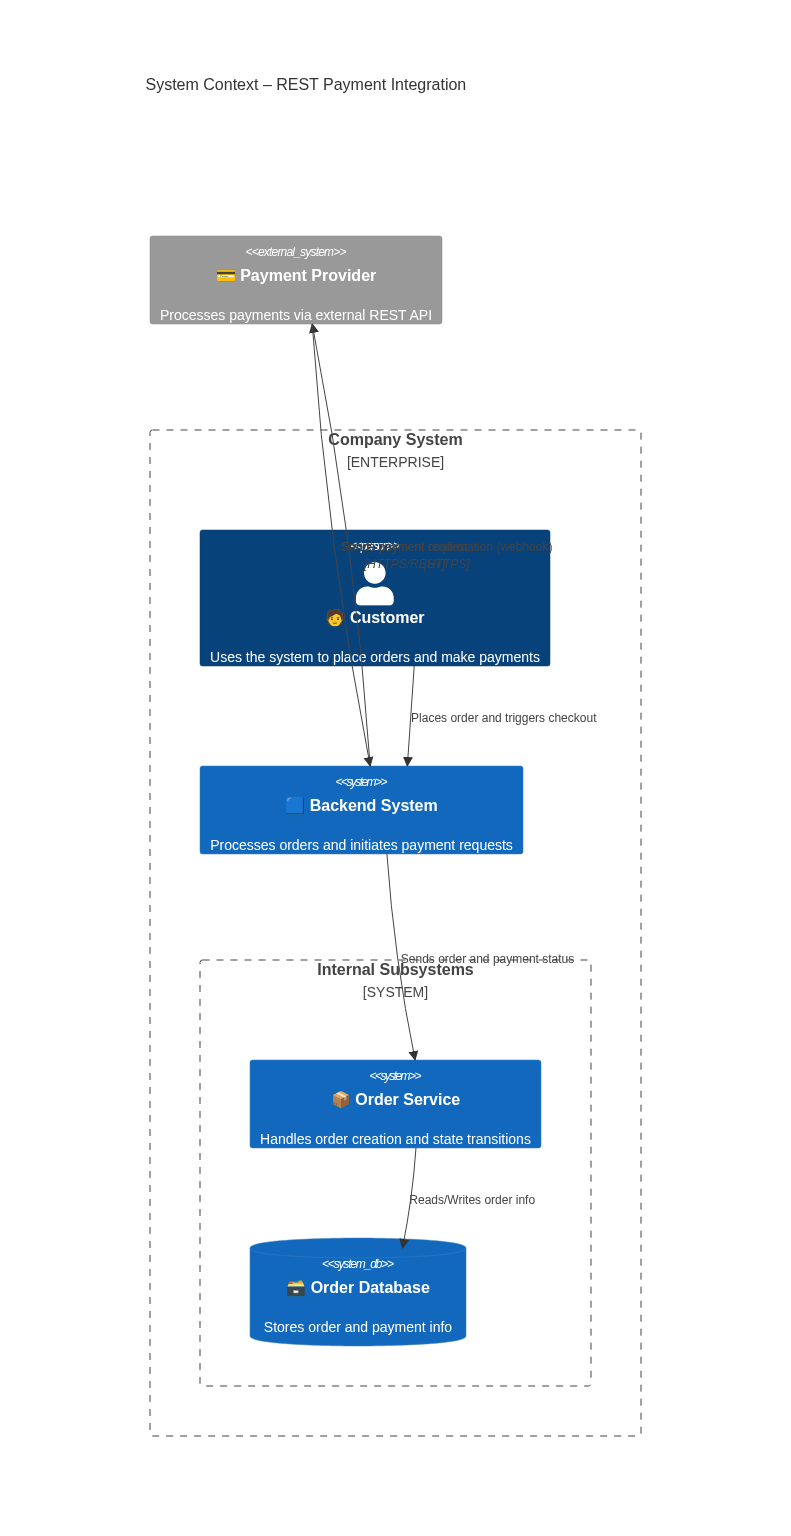 System Context – REST Payment Integration
<<external_system>>
💳 Payment Provider
Processes payments via external REST API
Company System
[ENTERPRISE]
<<person>>
confirmation (webhook)
🧑 Customer
Uses the system to place orders and make payments
Places order and triggers checkout
<<system>>
🟦 Backend System
Processes orders and initiates payment requests
Sends order and payment status
Internal Subsystems
[SYSTEM]
<<system>>
📦 Order Service
Handles order creation and state transitions
Reads/Writes order info
<<system_db>>
🗃️ Order Database
Stores order and payment info